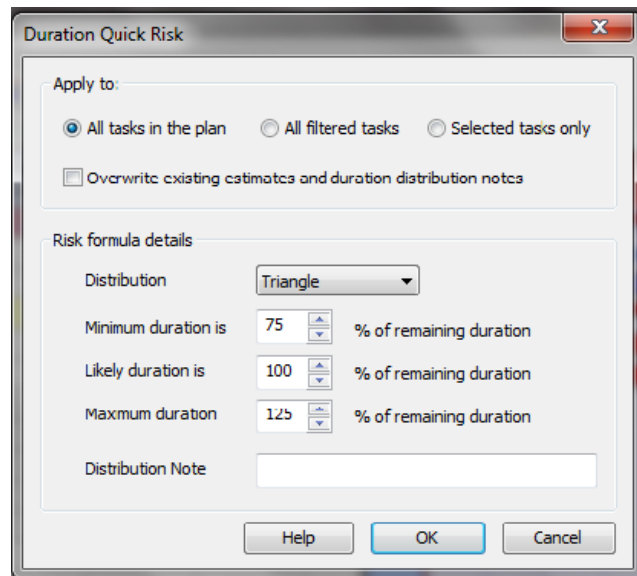 Duration Quick Risk
Apply to:
All tasks in the plan All filtered tasks Selected tasks only
Overwrite existing estimates and duration distribution notes
Risk formula details
Distribution Triangle
Minimum duration is 75 % of remaining duration
Likely duration is 100 % of remaining duration
Maxmum duration 125 % of remaining duration
Distribution Note
Help OK Cancel